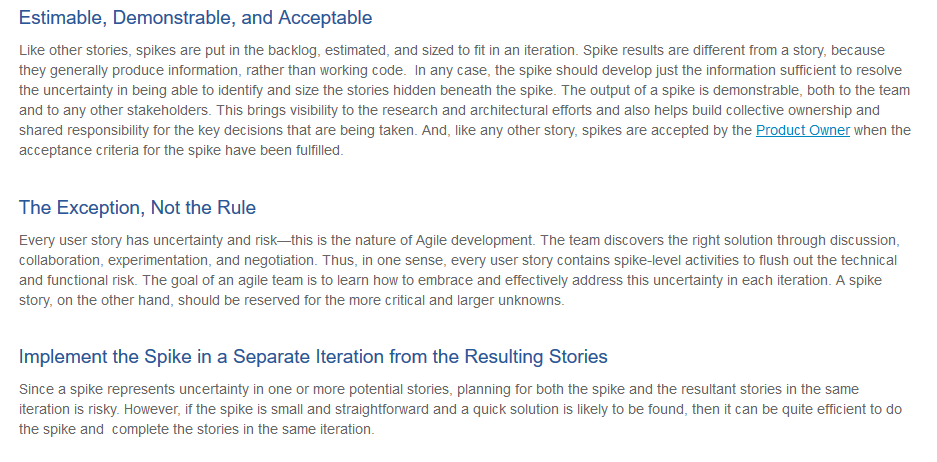 Estimable, Demonstrable, and Acceptable
Like other stories, spikes are put in the backlog, estimated, and sized to fit in an iteration. Spike results are different from a story, because
they generally produce information, rather than working code.  In any case, the spike should develop just the information sufficient to resolve
the uncertainty in being able to identify and size the stories hidden beneath the spike. The output of a spike is demonstrable, both to the team
and to any other stakeholders. This brings visibility to the research and architectural efforts and also helps build collective ownership and
shared responsibility for the key decisions that are being taken. And, like any other story, spikes are accepted by the Product Owner when the
acceptance criteria for the spike have been fulfilled.
The Exception, Not the Rule
Every user story has uncertainty and risk—this is the nature of Agile development. The team discovers the right solution through discussion,
collaboration, experimentation, and negotiation. Thus, in one sense, every user story contains spike-level activities to flush out the technical
and functional risk. The goal of an agile team is to learn how to embrace and effectively address this uncertainty in each iteration. A spike
story, on the other hand, should be reserved for the more critical and larger unknowns.
Implement the Spike in a Separate Iteration from the Resulting Stories
Since a spike represents uncertainty in one or more potential stories, planning for both the spike and the resultant stories in the same
iteration is risky. However, if the spike is small and straightforward and a quick solution is likely to be found, then it can be quite efficient to do
the spike and  complete the stories in the same iteration.